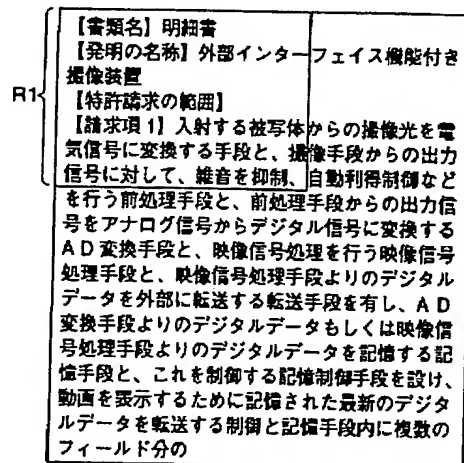 【書類名】明細書
【発明の名称】外部インターフェイス機能付き
撮像装置
【特許請求の範囲】
【請求項1】入射する被写体からの撮像光を電
気信号に変換する手段と、撮像手段からの出力
信号に対して、雑音を抑制、自動利得制御など
を行う前処理手段と、前処理手段からの出力信
号をアナログ信号からデジタル信号に変換する
AD変換手段と、映像信号処理を行う映像信号
処理手段と、映像信号処理手段よりのデジタル
データを外部に転送する転送手段を有し、AD
変換手段よりのデジタルデータもしくは映像信
号処理手段よりのデジタルデータを記憶する記
憶手段と、これを制御する記憶制御手段を設け、
動画を表示するために記憶された最新のデジタ
ルデータを転送する制御と記憶手段内に複数の
フィールド分の
R1